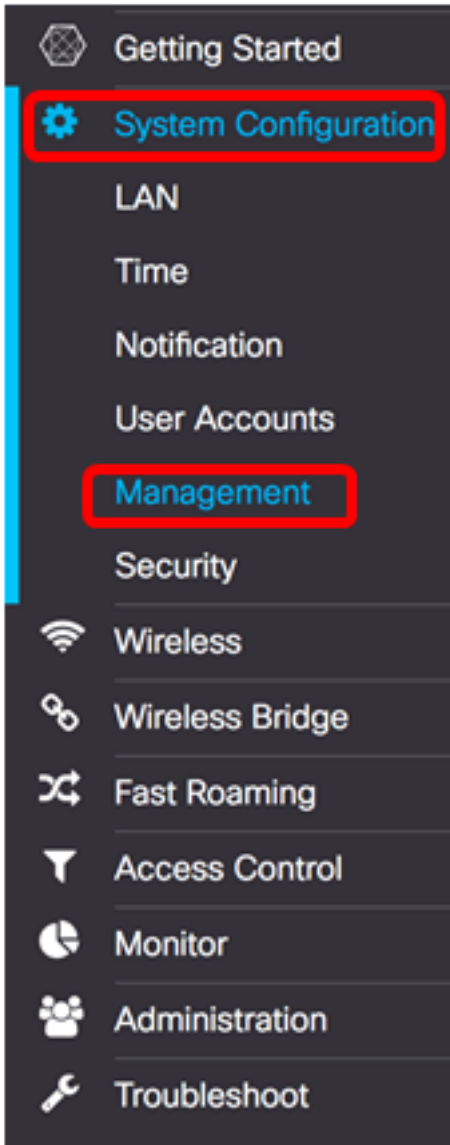 Getting Started
System Configuration
LAN
Time
Notification
User Accounts
Management
Security
Wireless
Wireless Bridge
Fast Roaming
Access Control
Monitor
Administration
Troubleshoot